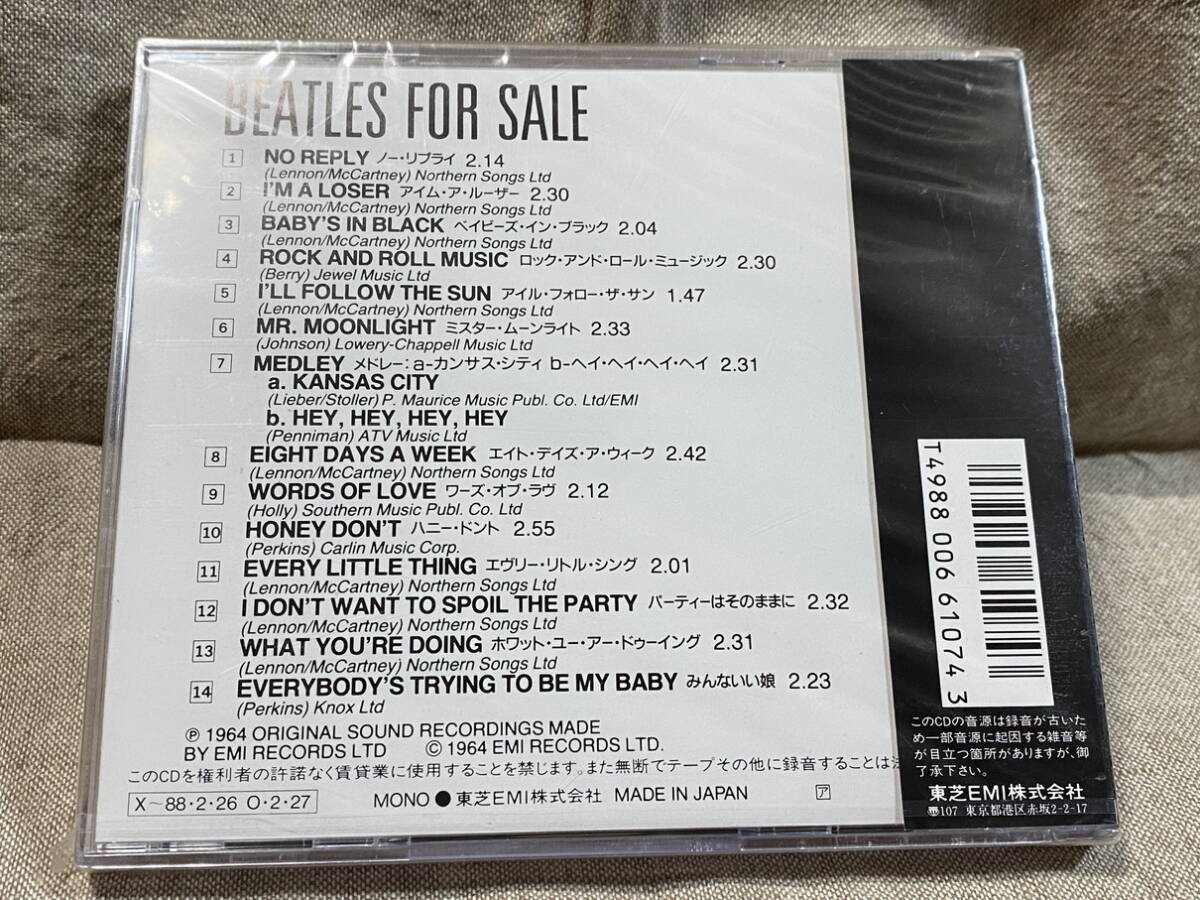 BEATLES FOR SALE
1 NO REPLY ノー・リプライ 2.14
(Lennon/McCartney) Northern Songs Ltd
2 I'M A LOSER アイム・ア・ルーザー 2.30
(Lennon/McCartney) Northern Songs Ltd
3 BABY'S IN BLACK ベイビーズ・イン・ブラック 2.04
(Lennon/McCartney) Northern Songs Ltd
4 ROCK AND ROLL MUSIC ロック・アンド・ロール・ミュージック 2.30
(Berry) Jewel Music Ltd
5 I'LL FOLLOW THE SUN アイル・フォロー・ザ・サン 1.47
(Lennon/McCartney) Northern Songs Ltd
6 MR. MOONLIGHT ミスター・ムーンライト 2.33
(Johnson) Lowery-Chappell Music Ltd
7 MEDLEY メドレー:a-カンサス・シティ b-ヘイ・ヘイ・ヘイ・ヘイ 2.31
a. KANSAS CITY
(Lieber/Stoller) P. Maurice Music Publ. Co. Ltd/EMI
b. HEY, HEY, HEY, HEY
(Penniman) ATV Music Ltd
8 EIGHT DAYS A WEEK エイト・デイズ・ア・ウィーク 2.42
(Lennon/McCartney) Northern Songs Ltd
9 WORDS OF LOVE ワーズ・オブ・ラヴ 2.12
(Holly) Southern Music Publ. Co. Ltd
10 HONEY DON'T ハニー・ドント 2.55
(Perkins) Carlin Music Corp.
11 EVERY LITTLE THING エヴリー・リトル・シング 2.01
(Lennon/McCartney) Northern Songs Ltd
12 I DON'T WANT TO SPOIL THE PARTY パーティーはそのままに 2.32
(Lennon/McCartney) Northern Songs Ltd
13 WHAT YOU'RE DOING ホワット・ユー・アー・ドゥーイング 2.31
(Lennon/McCartney) Northern Songs Ltd
14 EVERYBODY'S TRYING TO BE MY BABY みんないい娘 2.23
(Perkins) Knox Ltd
℗ 1964 ORIGINAL SOUND RECORDINGS MADE
BY EMI RECORDS LTD © 1964 EMI RECORDS LTD.
このCDを権利者の許諾なく賃貸業に使用することを禁じます。また無断でテープその他に録音することは法
X~88・2・26 O・2・27 MONO ● 東芝EMI株式会社 MADE IN JAPAN ア
T4988 006 61074 3
このCDの音源は録音が古いた
め一部音源に起因する雑音等
が目立つ箇所がありますが、御
了承下さい。
東芝EMI株式会社
〠107 東京都港区赤坂2-2-17